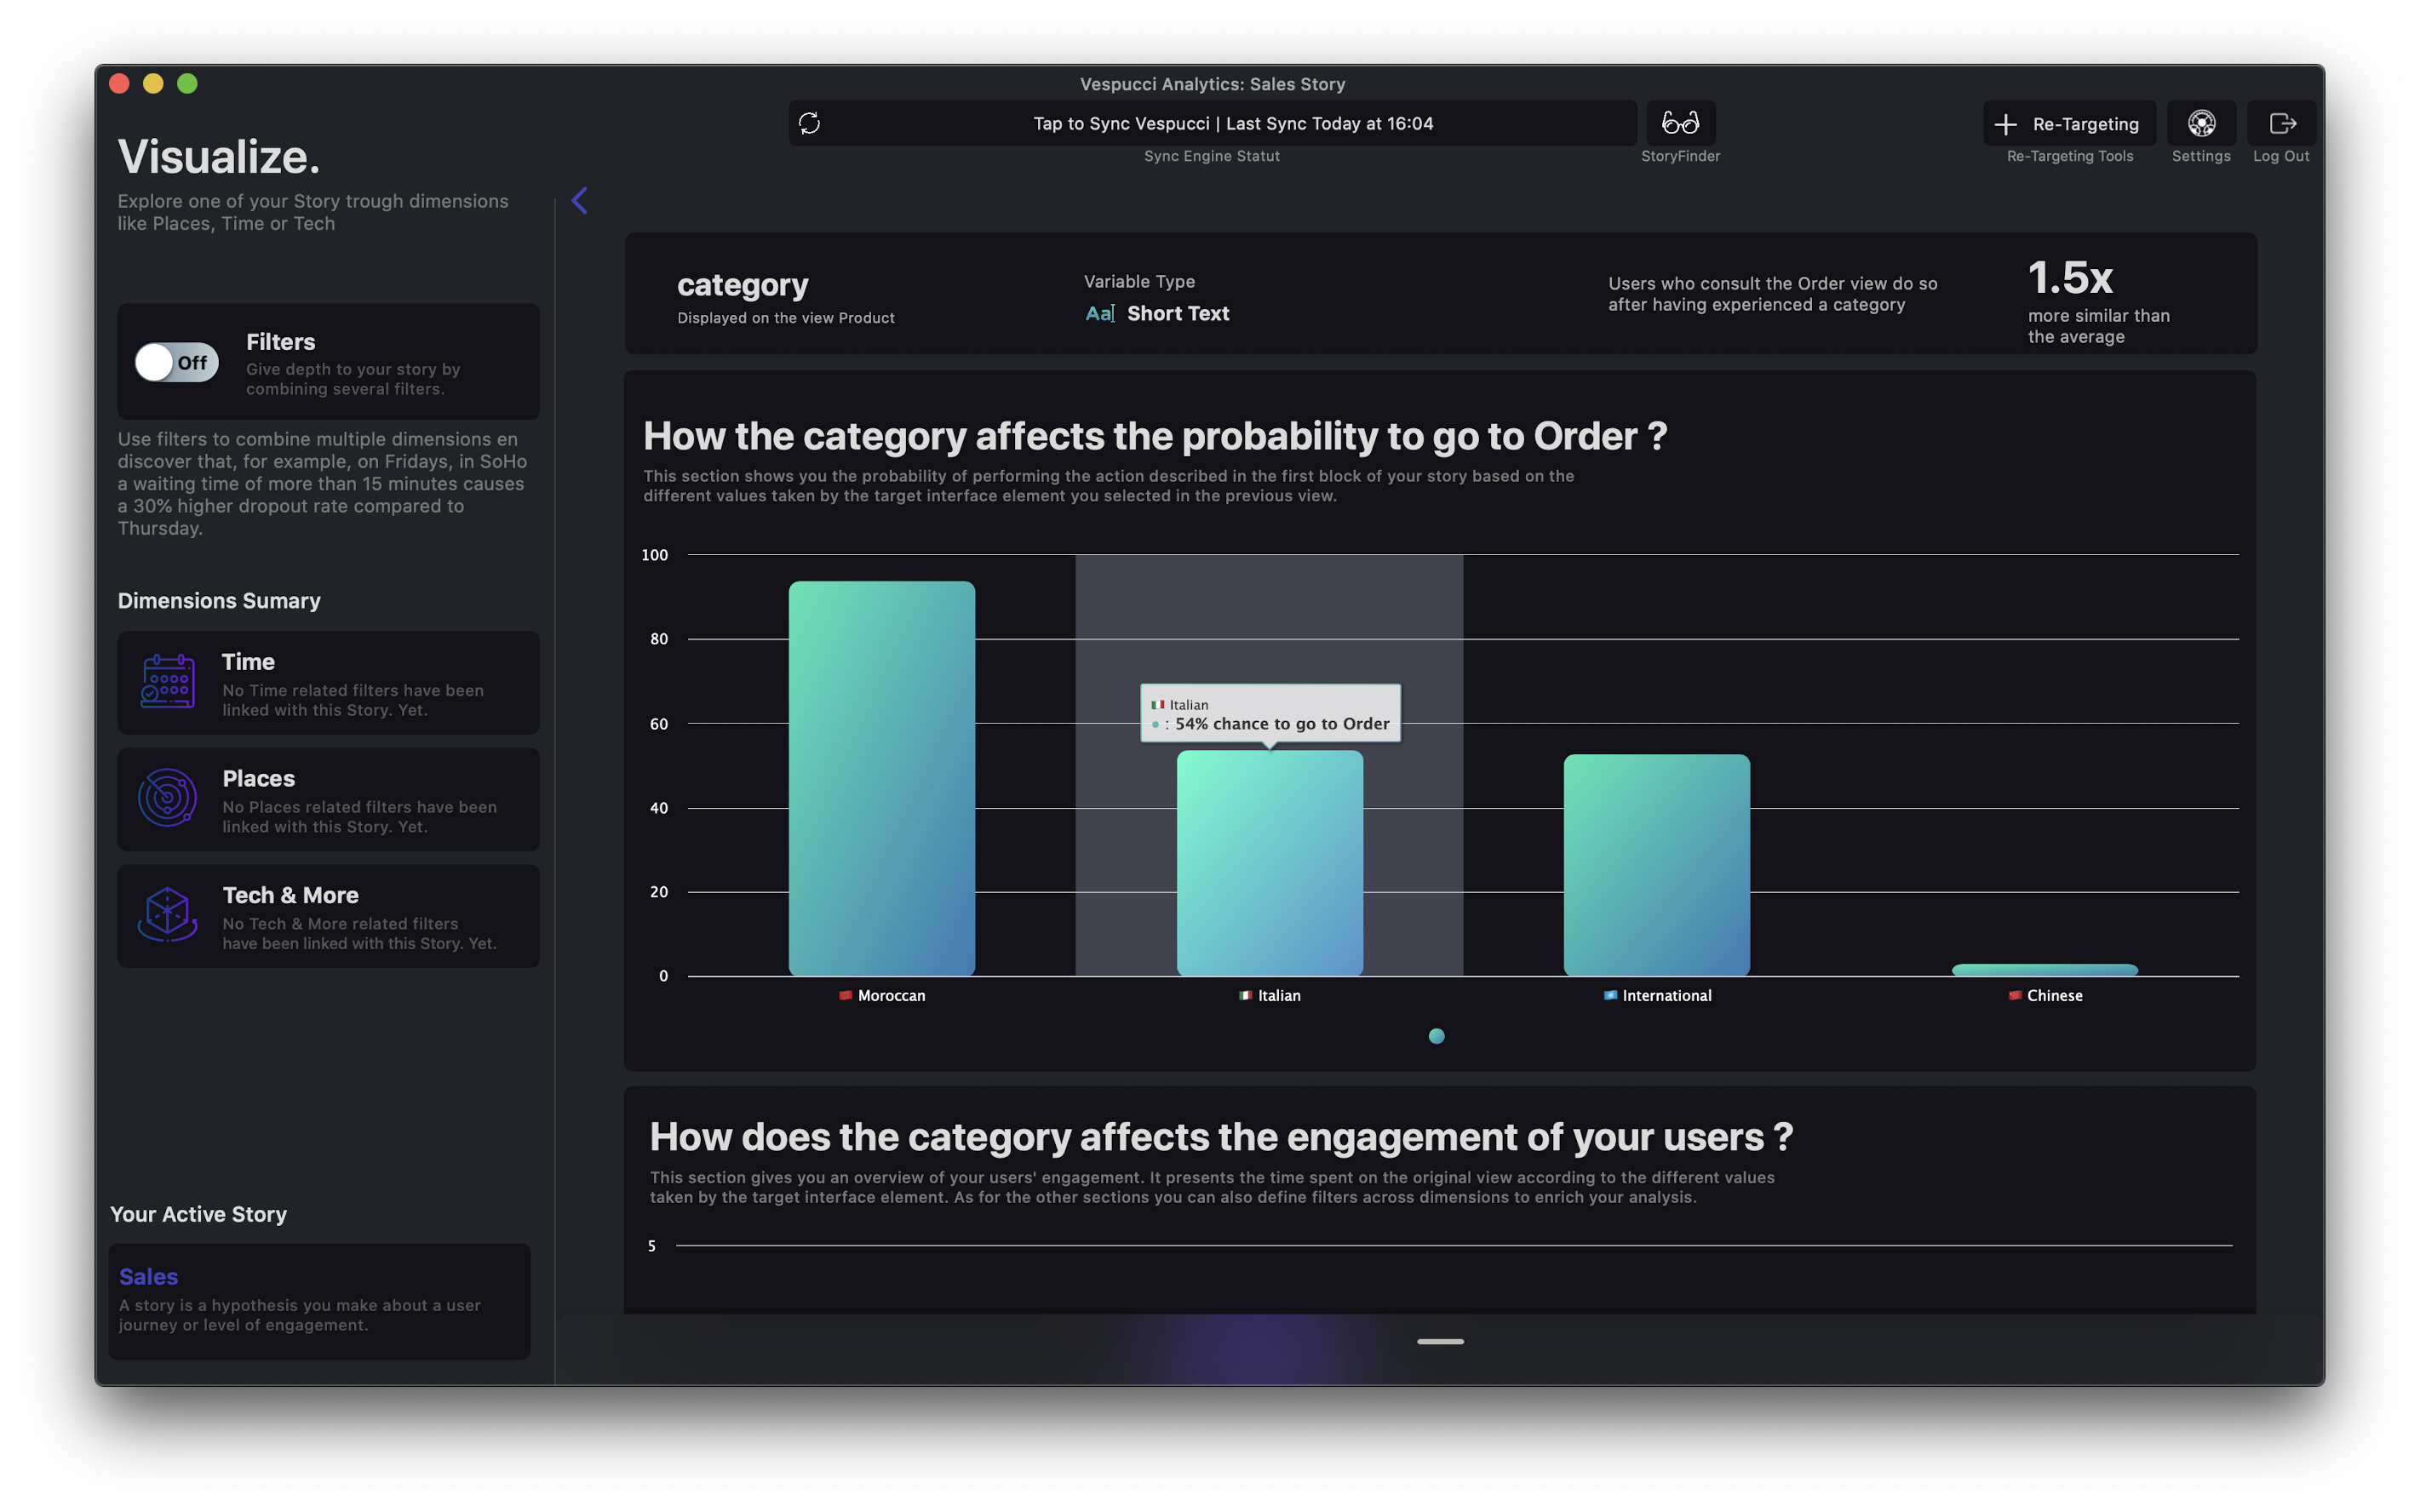 Vespucci Analytics: Sales Story
Tap to Sync Vespucci | Last Sync Today at 16:04
Sync Engine Statut
StoryFinder
Re-Targeting
Re-Targeting Tools
Settings
Log Out
Visualize.
Explore one of your Story trough dimensions
like Places, Time or Tech
Off
Filters
Give depth to your story by
combining several filters.
Use filters to combine multiple dimensions en
discover that, for example, on Fridays, in SoHo
a waiting time of more than 15 minutes causes
a 30% higher dropout rate compared to
Thursday.
Dimensions Sumary
Time
No Time related filters have been
linked with this Story. Yet.
Places
No Places related filters have been
linked with this Story. Yet.
Tech & More
No Tech & More related filters
have been linked with this Story. Yet.
Your Active Story
Sales
A story is a hypothesis you make about a user
journey or level of engagement.
category
Displayed on the view Product
Variable Type
Aa Short Text
Users who consult the Order view do so
after having experienced a category
1.5x
more similar than
the average
How the category affects the probability to go to Order ?
This section shows you the probability of performing the action described in the first block of your story based on the
different values taken by the target interface element you selected in the previous view.
100
80
60
40
20
0
Italian
: 54% chance to go to Order
Moroccan
Italian
International
Chinese
How does the category affects the engagement of your users ?
This section gives you an overview of your users' engagement. It presents the time spent on the original view according to the different values
taken by the target interface element. As for the other sections you can also define filters across dimensions to enrich your analysis.
5